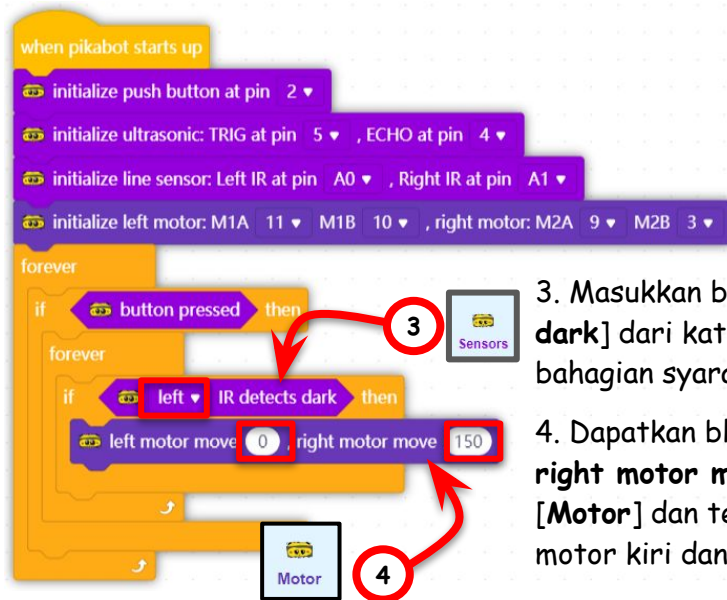 when pikabot starts up
initialize push button at pin 2
initialize ultrasonic: TRIG at pin 5 , ECHO at pin 4
initialize line sensor: Left IR at pin A0 , Right IR at pin A1
initialize left motor: M1A 11 M1B 10 , right motor: M2A 9 M2B 3
forever
if button pressed then
forever
if left IR detects dark then
left motor move 0 , right motor move 150
3
Sensors
Motor
4
3. Masukkan b
dark] dari kat
bahagian syara
4. Dapatkan bl
right motor m
[Motor] dan te
motor kiri dan